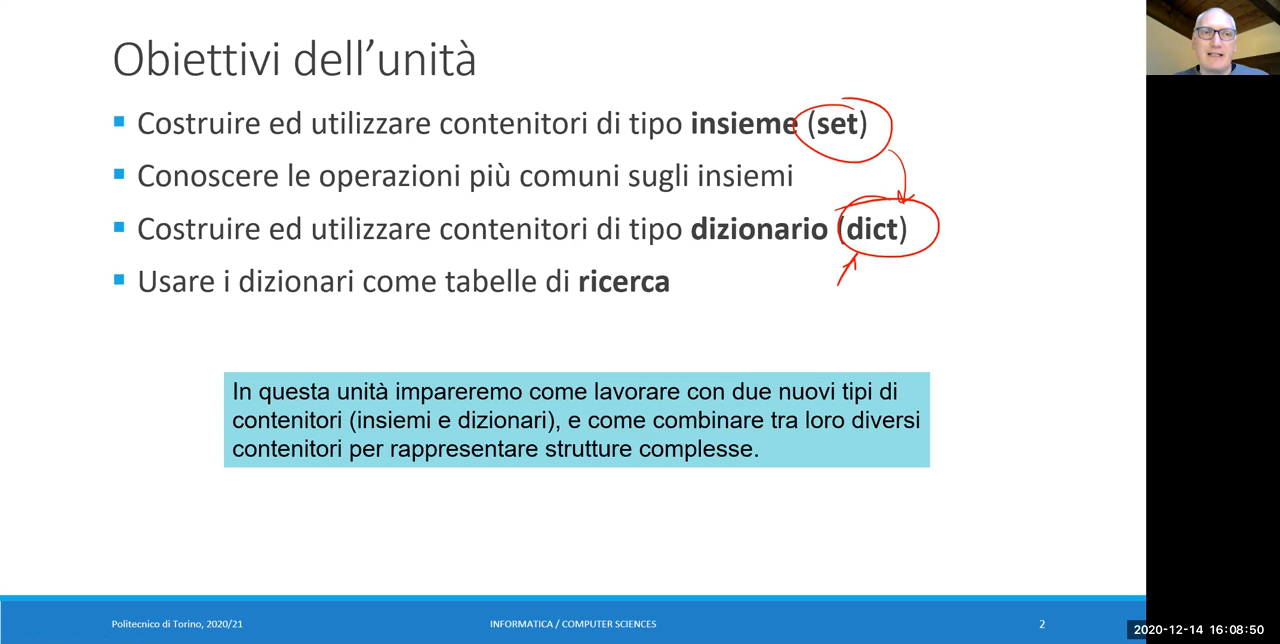 Obiettivi dell’unità
Costruire ed utilizzare contenitori di tipo insieme (set)
Conoscere le operazioni più comuni sugli insiemi
Costruire ed utilizzare contenitori di tipo dizionario (dict)
Usare i dizionari come tabelle di ricerca
In questa unità impareremo come lavorare con due nuovi tipi di
contenitori (insiemi e dizionari), e come combinare tra loro diversi
contenitori per rappresentare strutture complesse.
Politecnico di Torino, 2020/21
INFORMATICA / COMPUTER SCIENCES
2
2020-12-14 16:08:50